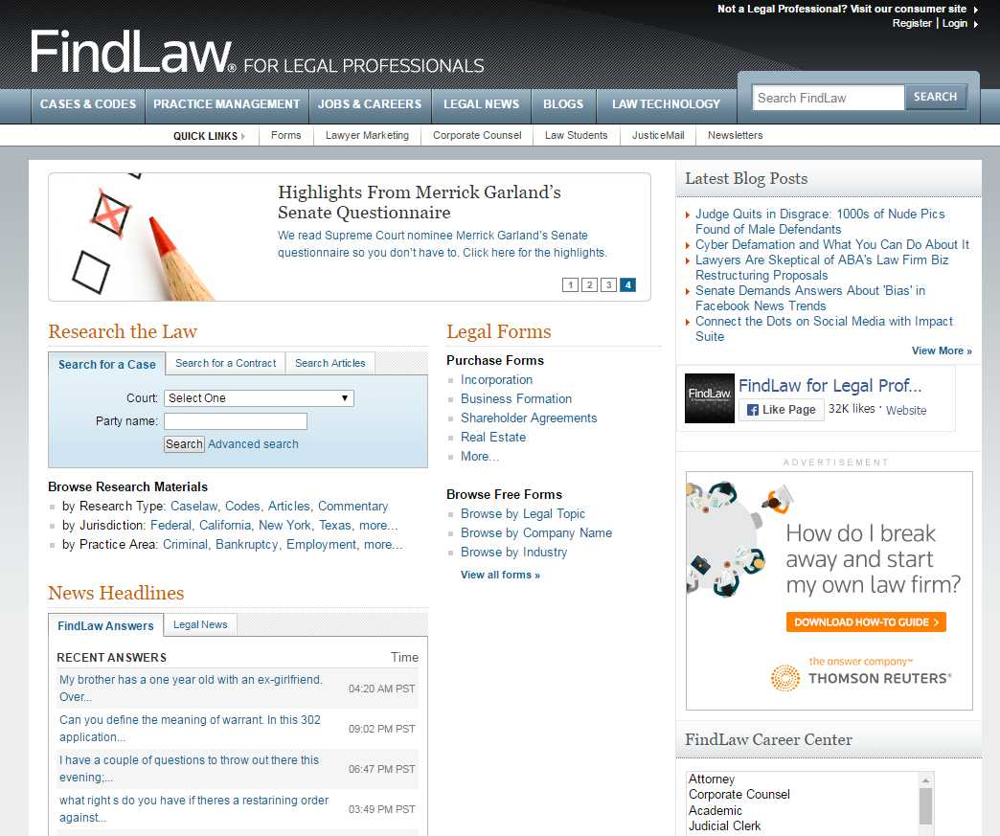 Not a Legal Professional? Visit our consumer site
Register | Login
FindLaw® FOR LEGAL PROFESSIONALS
CASES & CODES PRACTICE MANAGEMENT JOBS & CAREERS LEGAL NEWS BLOGS LAW TECHNOLOGY
Search FindLaw SEARCH
QUICK LINKS Forms Lawyer Marketing Corporate Counsel Law Students JusticeMail Newsletters
Highlights From Merrick Garland's
Senate Questionnaire
We read Supreme Court nominee Merrick Garland's Senate
questionnaire so you don't have to. Click here for the highlights.
1 2 3 4
Research the Law
Search for a Case Search for a Contract Search Articles
Court: Select One
Party name:
Search Advanced search
Browse Research Materials
by Research Type: Caselaw, Codes, Articles, Commentary
by Jurisdiction: Federal, California, New York, Texas, more...
by Practice Area: Criminal, Bankruptcy, Employment, more...
News Headlines
FindLaw Answers Legal News
RECENT ANSWERS Time
My brother has a one year old with an ex-girlfriend.
Over...
04:20 AM PST
Can you define the meaning of warrant. In this 302
application...
09:02 PM PST
I have a couple of questions to throw out there this
evening;...
06:47 PM PST
what right s do you have if theres a restarining order
against...
03:49 PM PST
Legal Forms
Purchase Forms
Incorporation
Business Formation
Shareholder Agreements
Real Estate
More...
Browse Free Forms
Browse by Legal Topic
Browse by Company Name
Browse by Industry
View all forms »
Latest Blog Posts
Judge Quits in Disgrace: 1000s of Nude Pics
Found of Male Defendants
Cyber Defamation and What You Can Do About It
Lawyers Are Skeptical of ABA's Law Firm Biz
Restructuring Proposals
Senate Demands Answers About 'Bias' in
Facebook News Trends
Connect the Dots on Social Media with Impact
Suite
View More »
FindLaw
FindLaw for Legal Prof...
Like Page 32K likes · Website
ADVERTISEMENT
How do I break
away and start
my own law firm?
DOWNLOAD HOW-TO GUIDE >
the answer company™
THOMSON REUTERS®
FindLaw Career Center
Attorney
Corporate Counsel
Academic
Judicial Clerk